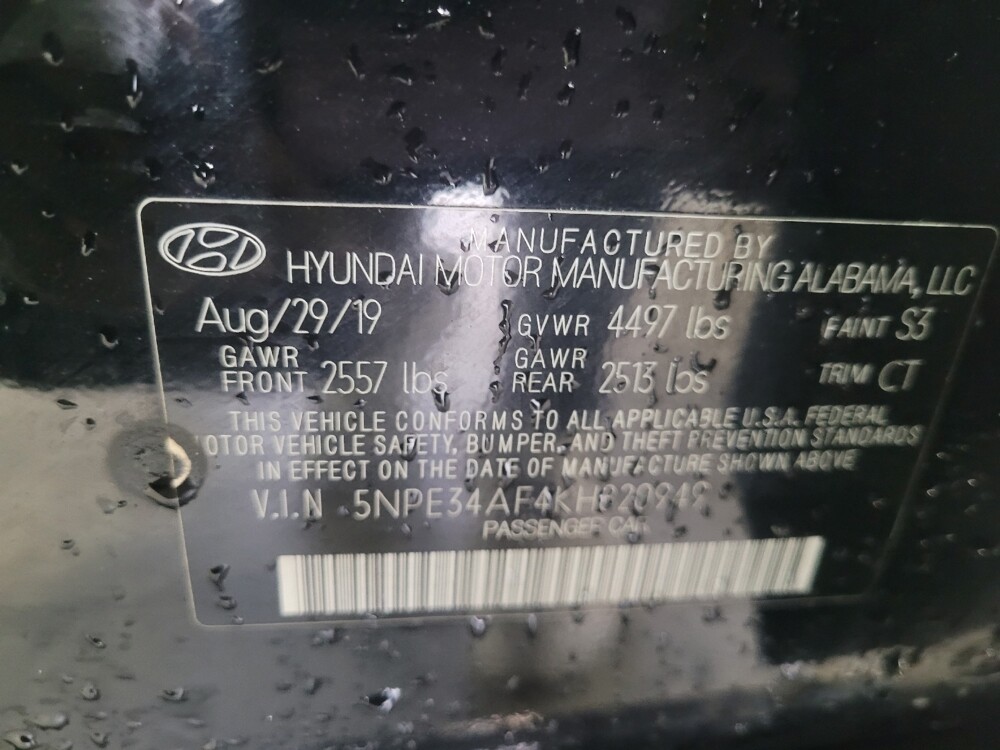 MANUFACTURED BY
HYUNDAI MOTOR MANUFACTURING ALABAMA, LLC
Aug/29/19 GVWR 4497 lbs PAINT S3
GAWR FRONT 2557 lbs GAWR REAR 2513 lbs TRIM CT
THIS VEHICLE CONFORMS TO ALL APPLICABLE U.S.A. FEDERAL
MOTOR VEHICLE SAFETY, BUMPER, AND THEFT PREVENTION STANDARDS
IN EFFECT ON THE DATE OF MANUFACTURE SHOWN ABOVE
V.I.N 5NPE34AF4KH820949
PASSENGER CAR